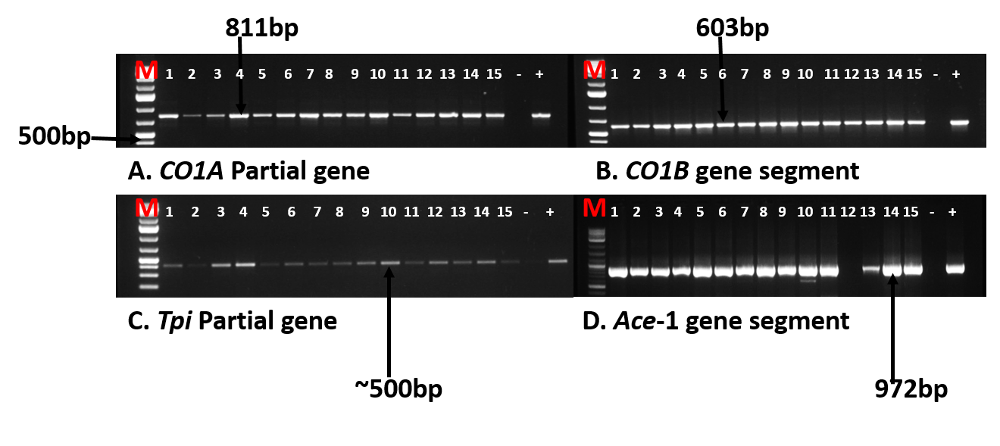 811bp 603bp
M 1 2 3 4 5 6 7 8 9 10 11 12 13 14 15 - +
M 1 2 3 4 5 6 7 8 9 10 11 12 13 14 15 - +
500bp
A. CO1A Partial gene
B. CO1B gene segment
M 1 2 3 4 5 6 7 8 9 10 11 12 13 14 15 - +
M 1 2 3 4 5 6 7 8 9 10 11 12 13 14 15 - +
C. Tpi Partial gene
D. Ace-1 gene segment
~500bp
972bp